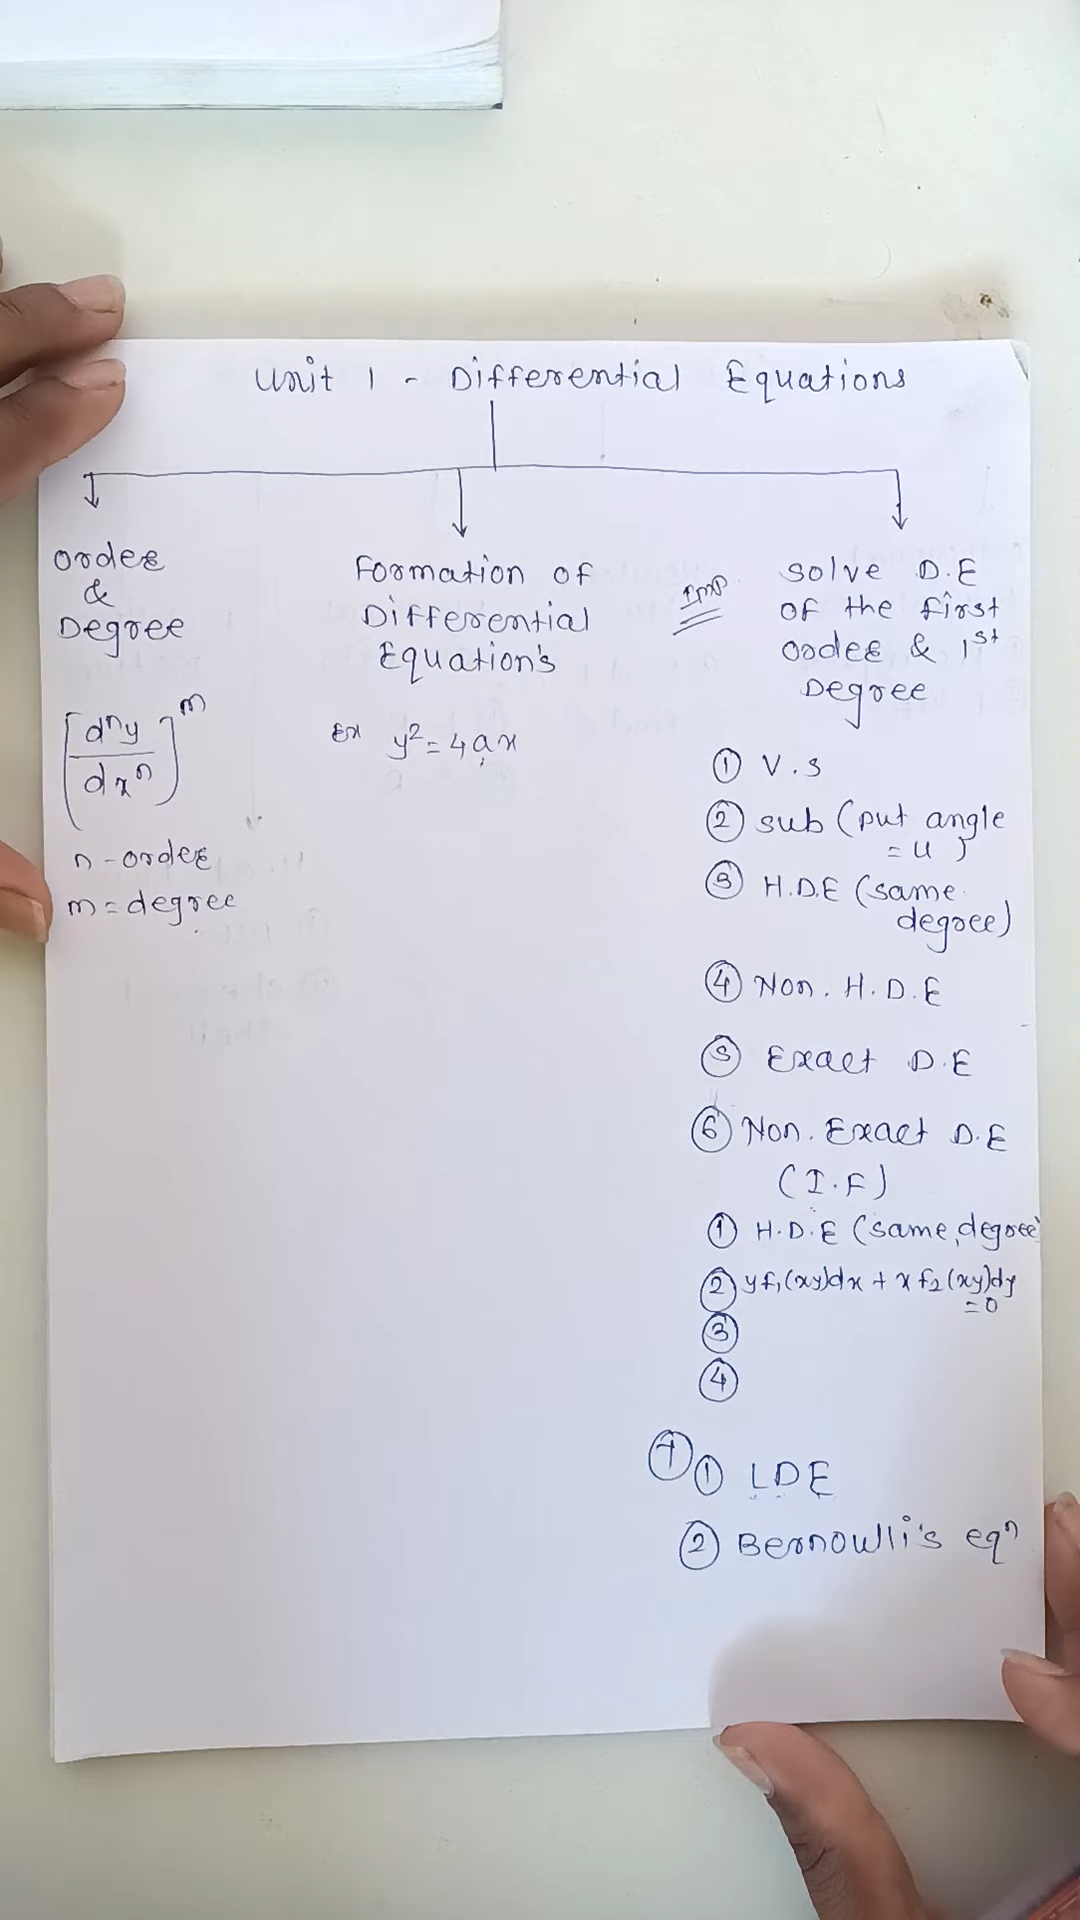 Unit 1 - Differential Equations
Order
&
Degree
[dⁿy/dxⁿ]ᵐ
n - order
m = degree
Formation of
Differential
Equation's
Ex y² = 4ax
Imp
Solve D.E
of the first
order & 1st
Degree
① V.S
② sub (put angle
= u)
③ H.D.E (same
degree)
④ Non. H.D.E
⑤ Exact D.E
⑥ Non. Exact D.E
(I.F)
① H.D.E (same, degree)
② yf₁(xy)dx + xf₂(xy)dy
= 0
③
④
⑦ ① LDE
② Bernowlli's eqⁿ